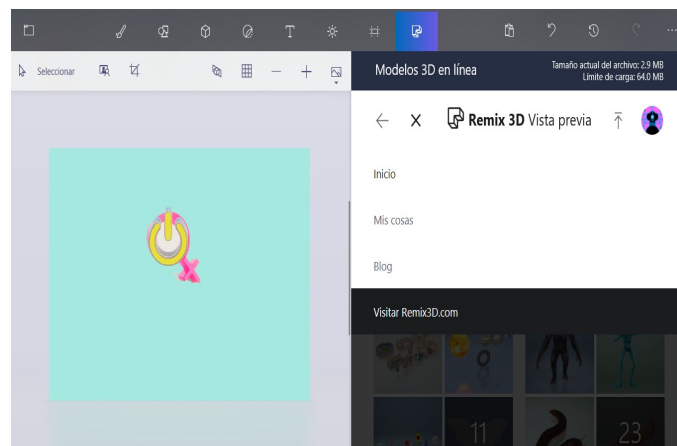 Seleccionar
Modelos 3D en línea
Tamaño actual del archivo: 2.9 MB
Límite de carga: 64.0 MB
Remix 3D Vista previa
Inicio
Mis cosas
Blog
Visitar Remix3D.com
11
23